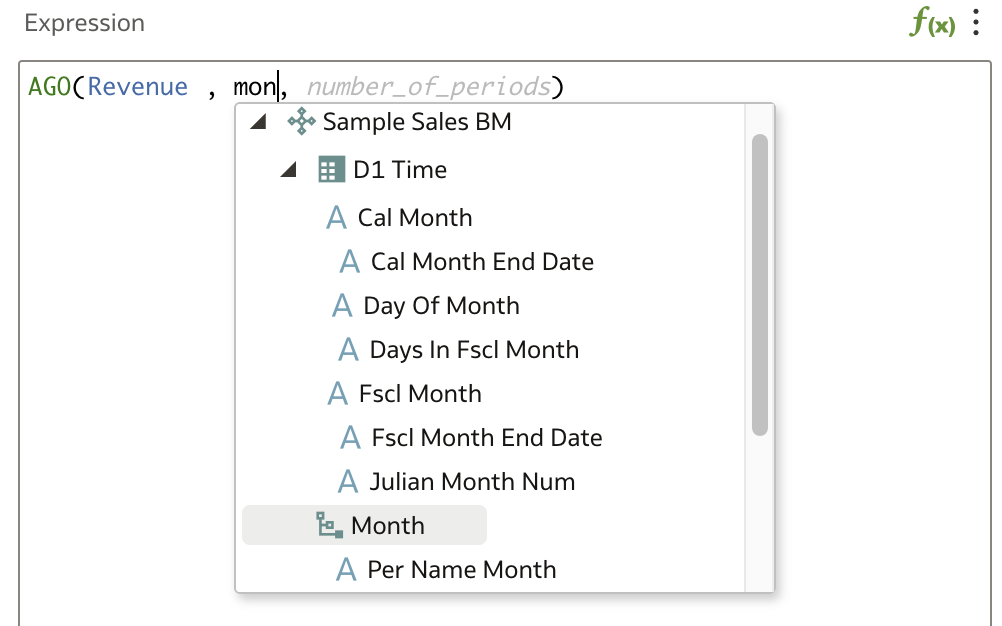 Expression
f(x)
AGO(Revenue , mon, number_of_periods)
Sample Sales BM
D1 Time
A Cal Month
A Cal Month End Date
A Day Of Month
A Days In Fscl Month
A Fscl Month
A Fscl Month End Date
A Julian Month Num
Month
A Per Name Month